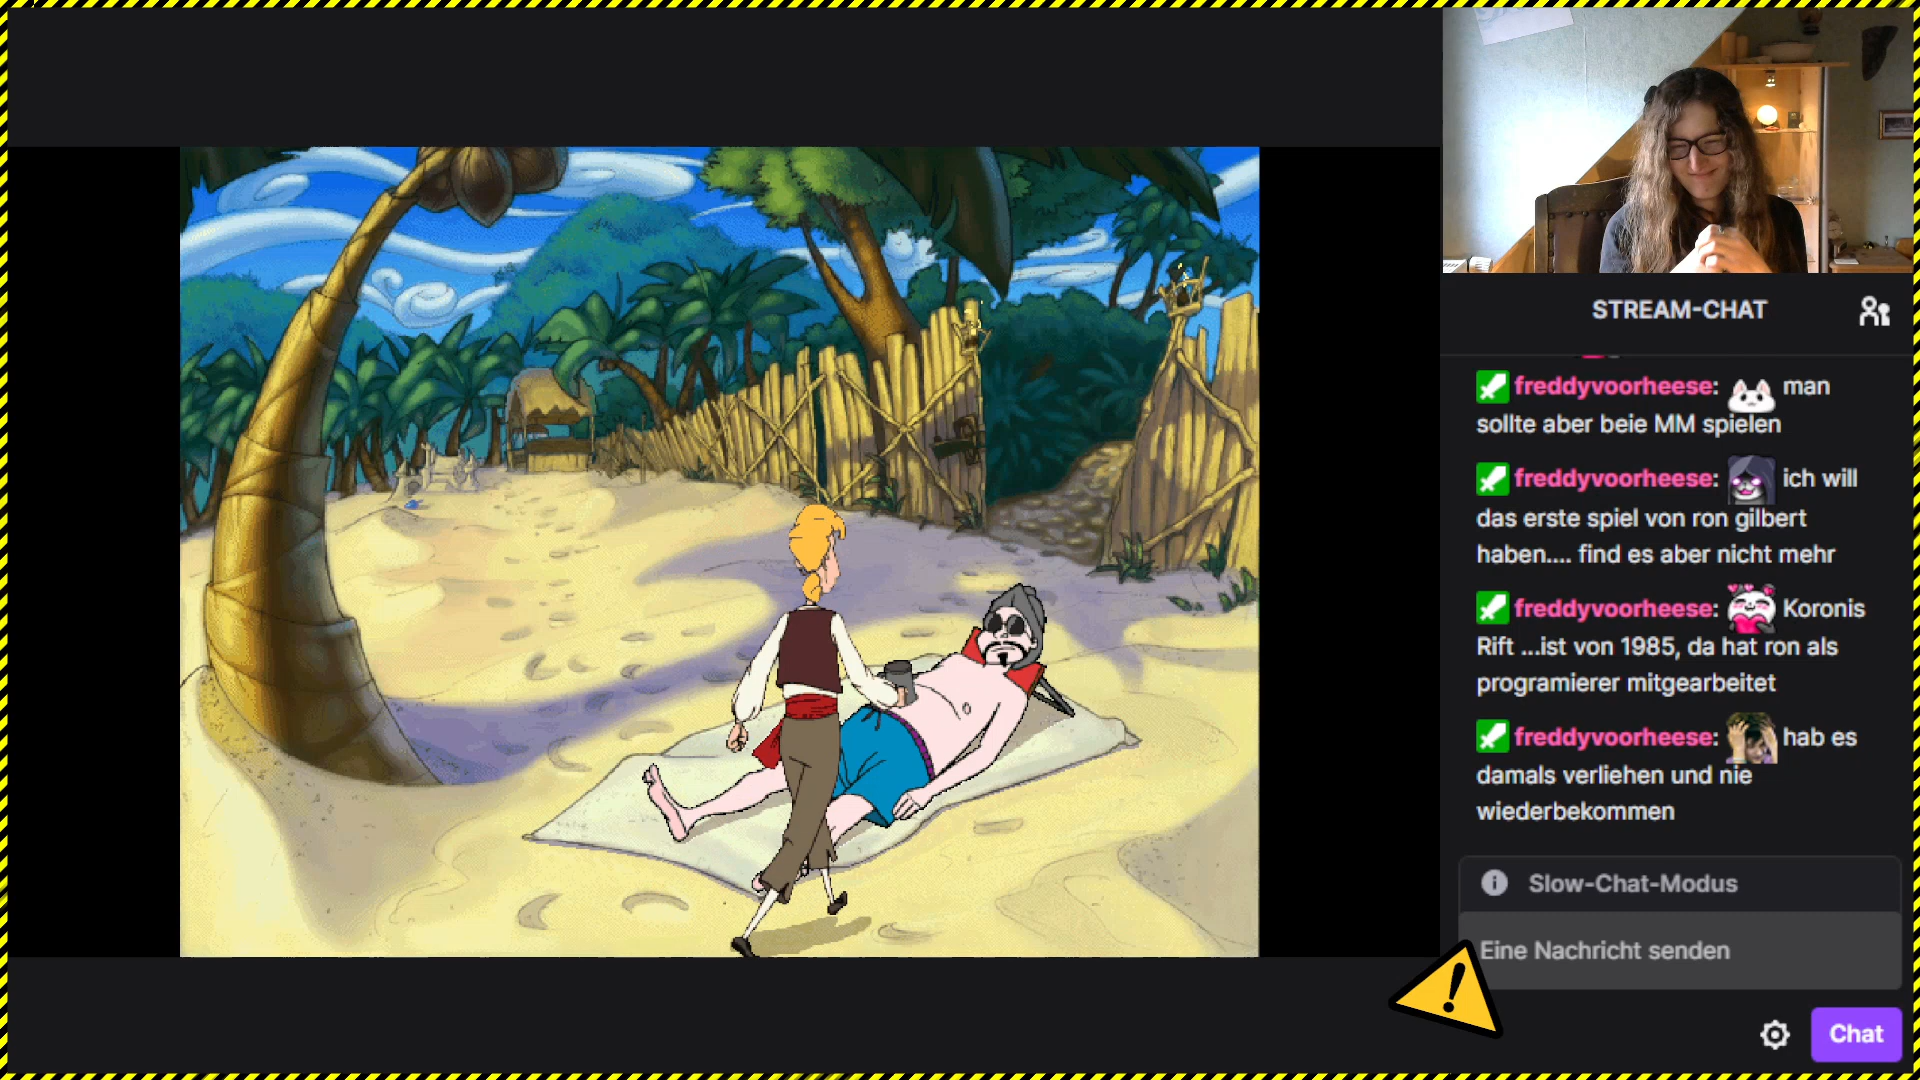 STREAM-CHAT
freddyvoorheese: man
sollte aber beie MM spielen
freddyvoorheese: ich will
das erste spiel von ron gilbert
haben.... find es aber nicht mehr
freddyvoorheese: Koronis
Rift ...ist von 1985, da hat ron als
programierer mitgearbeitet
freddyvoorheese: hab es
damals verliehen und nie
wiederbekommen
Slow-Chat-Modus
Eine Nachricht senden
Chat